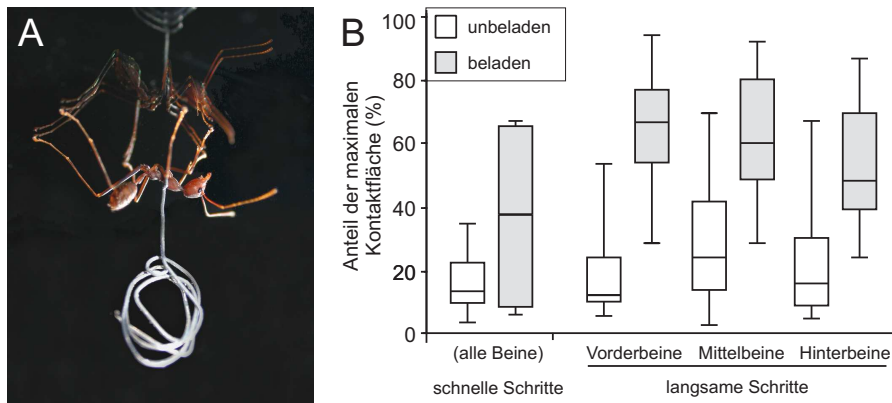 A
B
unbeladen
beladen
Anteil der maximalen
Kontaktfläche (%)
100
80
60
40
20
0
(alle Beine)
Vorderbeine
Mittelbeine
Hinterbeine
schnelle Schritte
langsame Schritte